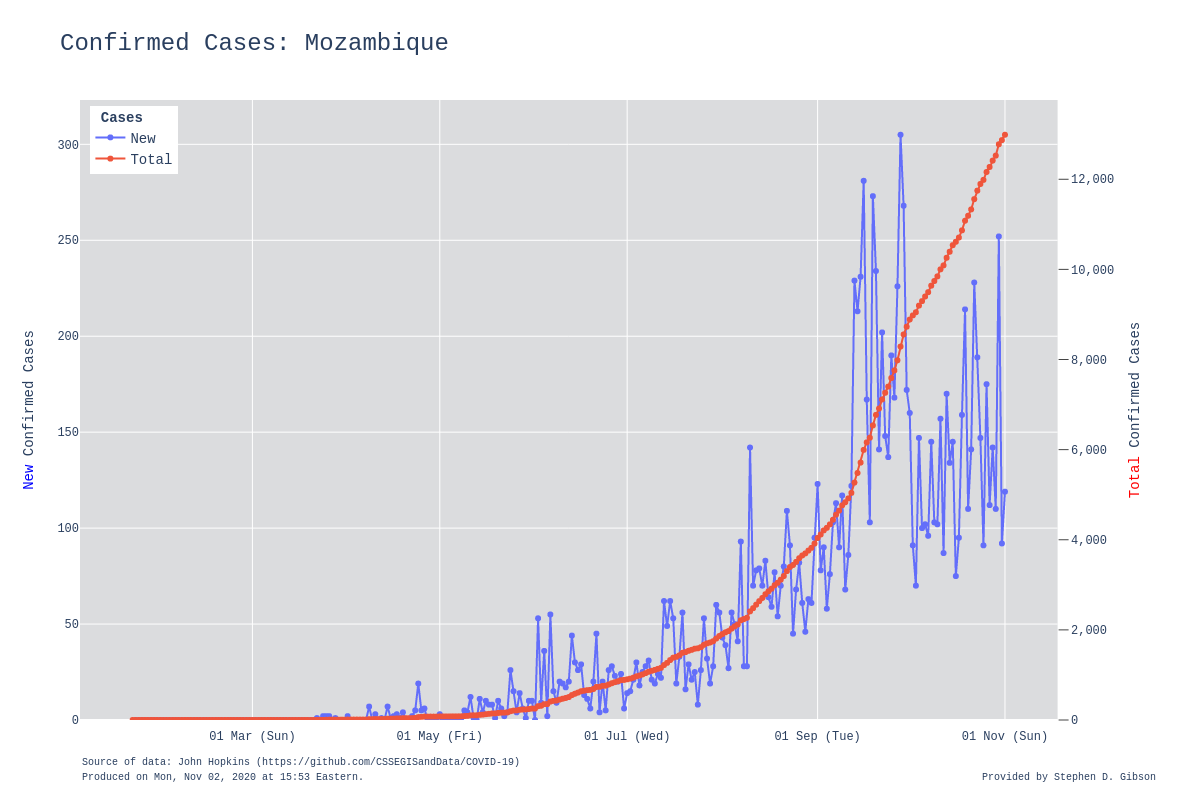 Confirmed Cases: Mozambique
Cases
New
Total
300
250
200
150
100
50
0
12,000
10,000
8,000
6,000
4,000
2,000
0
New Confirmed Cases
Total Confirmed Cases
01 Mar (Sun)
01 May (Fri)
01 Jul (Wed)
01 Sep (Tue)
01 Nov (Sun)
Source of data: John Hopkins (https://github.com/CSSEGISandData/COVID-19)
Produced on Mon, Nov 02, 2020 at 15:53 Eastern.
Provided by Stephen D. Gibson